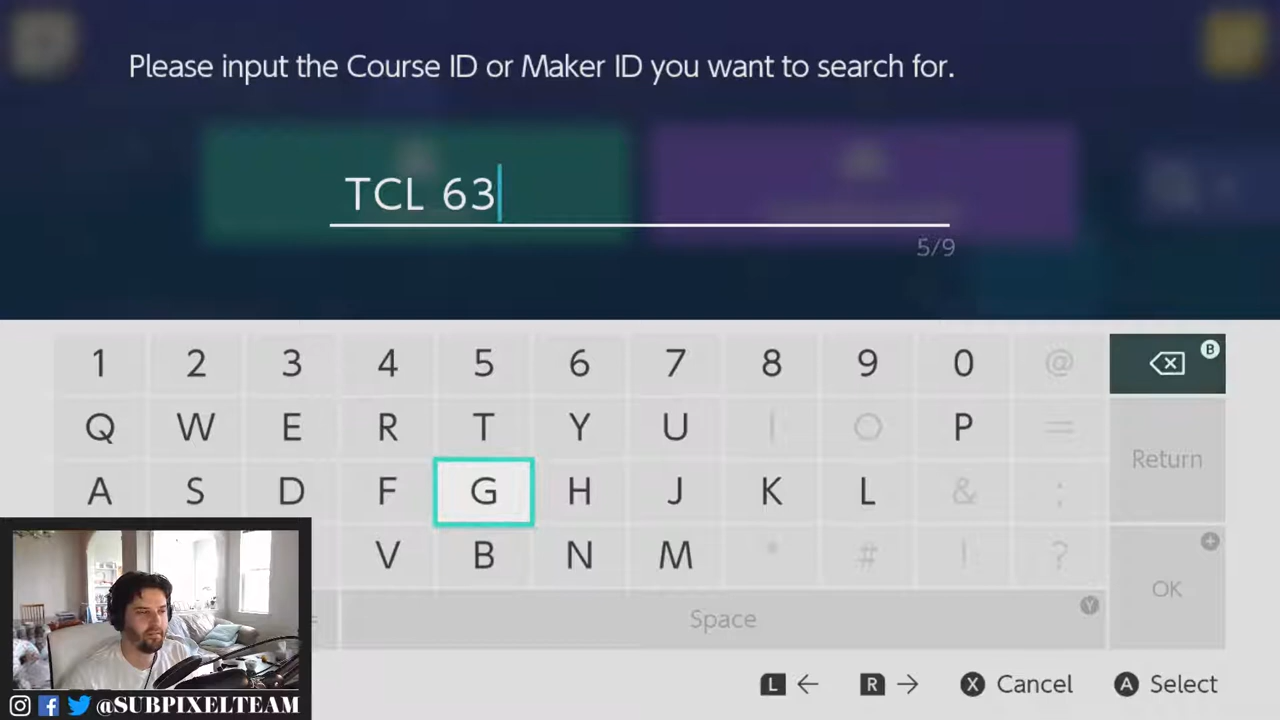 Please input the Course ID or Maker ID you want to search for.
TCL 63
5/9
1 2 3 4 5 6 7 8 9 0 @
B
Q W E R T Y U I O P =
Return
A S D F G H J K L & ;
V B N M * # ! ?
+
OK
Space Y
L ← R → X Cancel A Select
@SUBPIXELTEAM